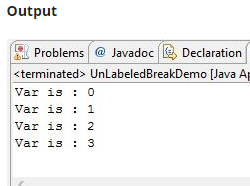 Output
Problems @ Javadoc Declaration
<terminated> UnLabeledBreakDemo [Java Ap
Var is : 0
Var is : 1
Var is : 2
Var is : 3